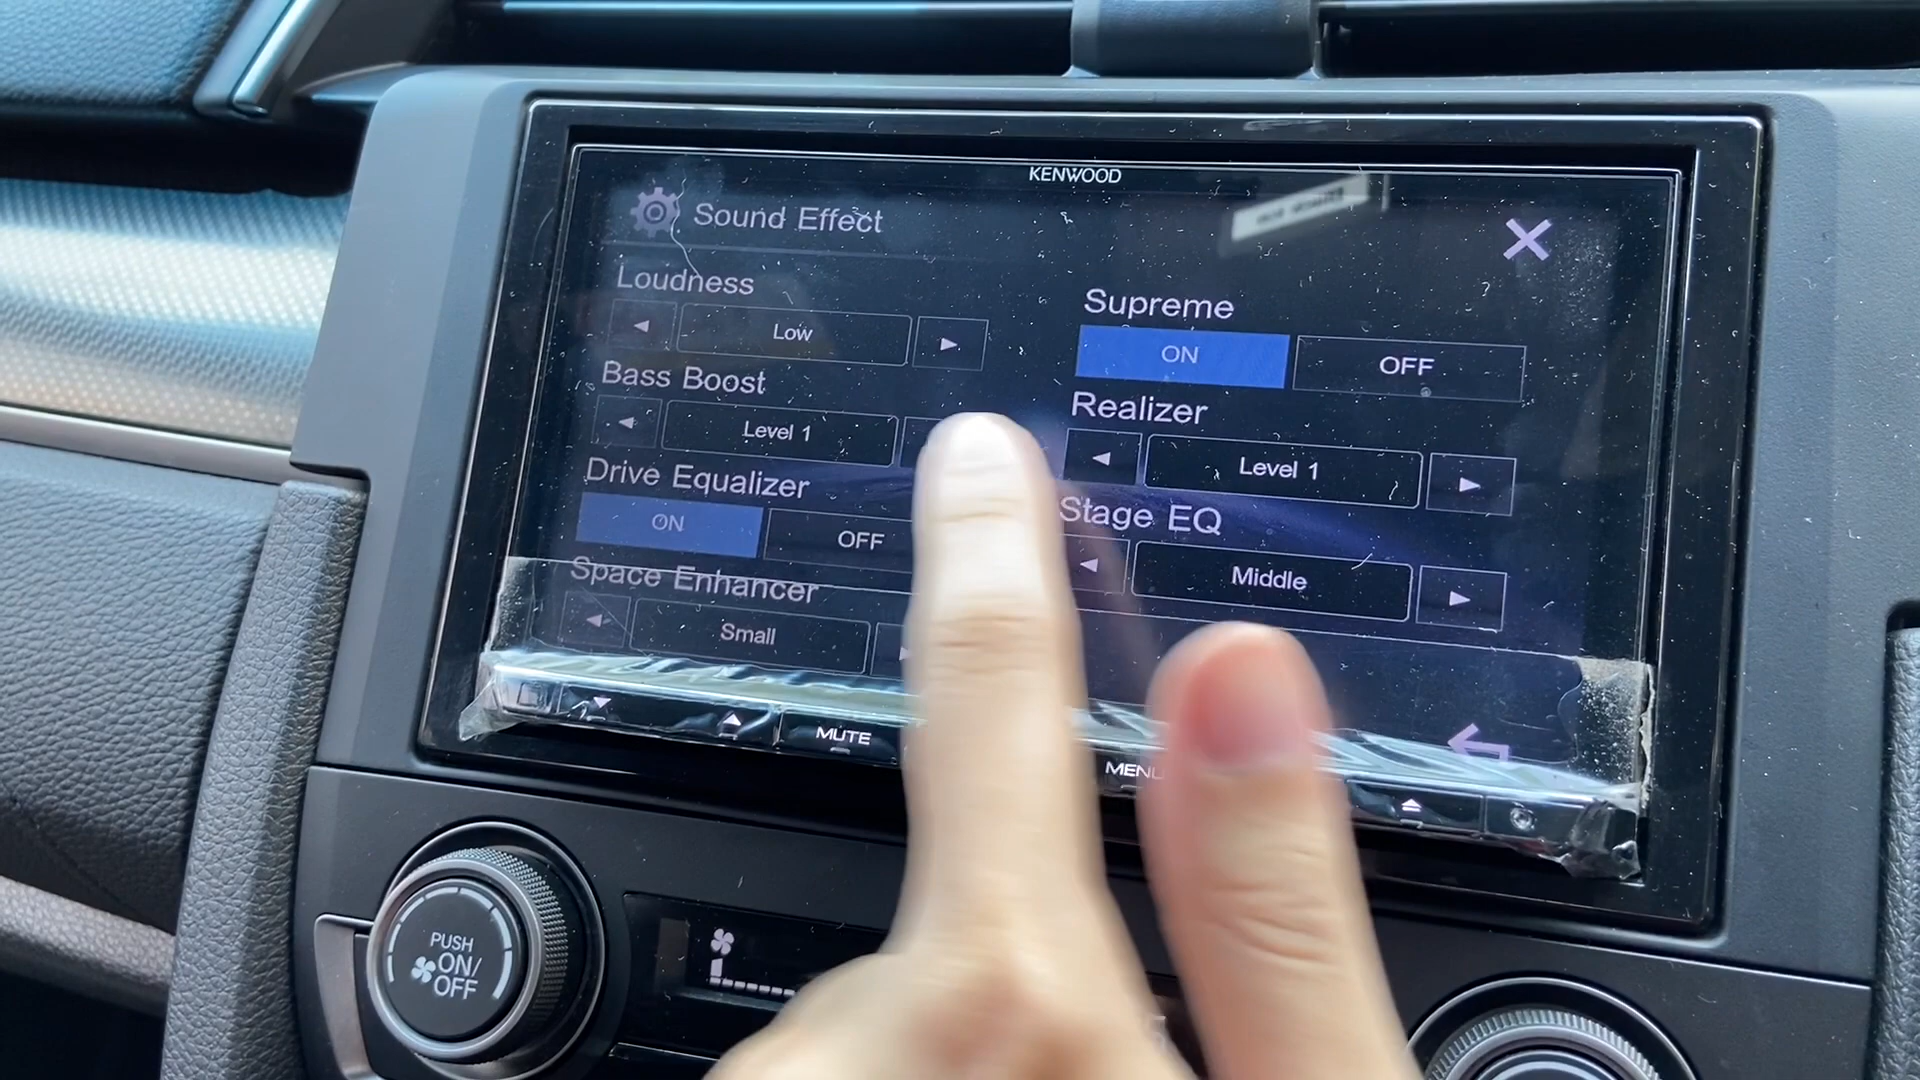 KENWOOD
Sound Effect
Loudness
Low
Bass Boost
Level 1
Drive Equalizer
ON OFF
Space Enhancer
Small
Supreme
ON OFF
Realizer
Level 1
Stage EQ
Middle
MUTE
MENU
PUSH
ON/
OFF